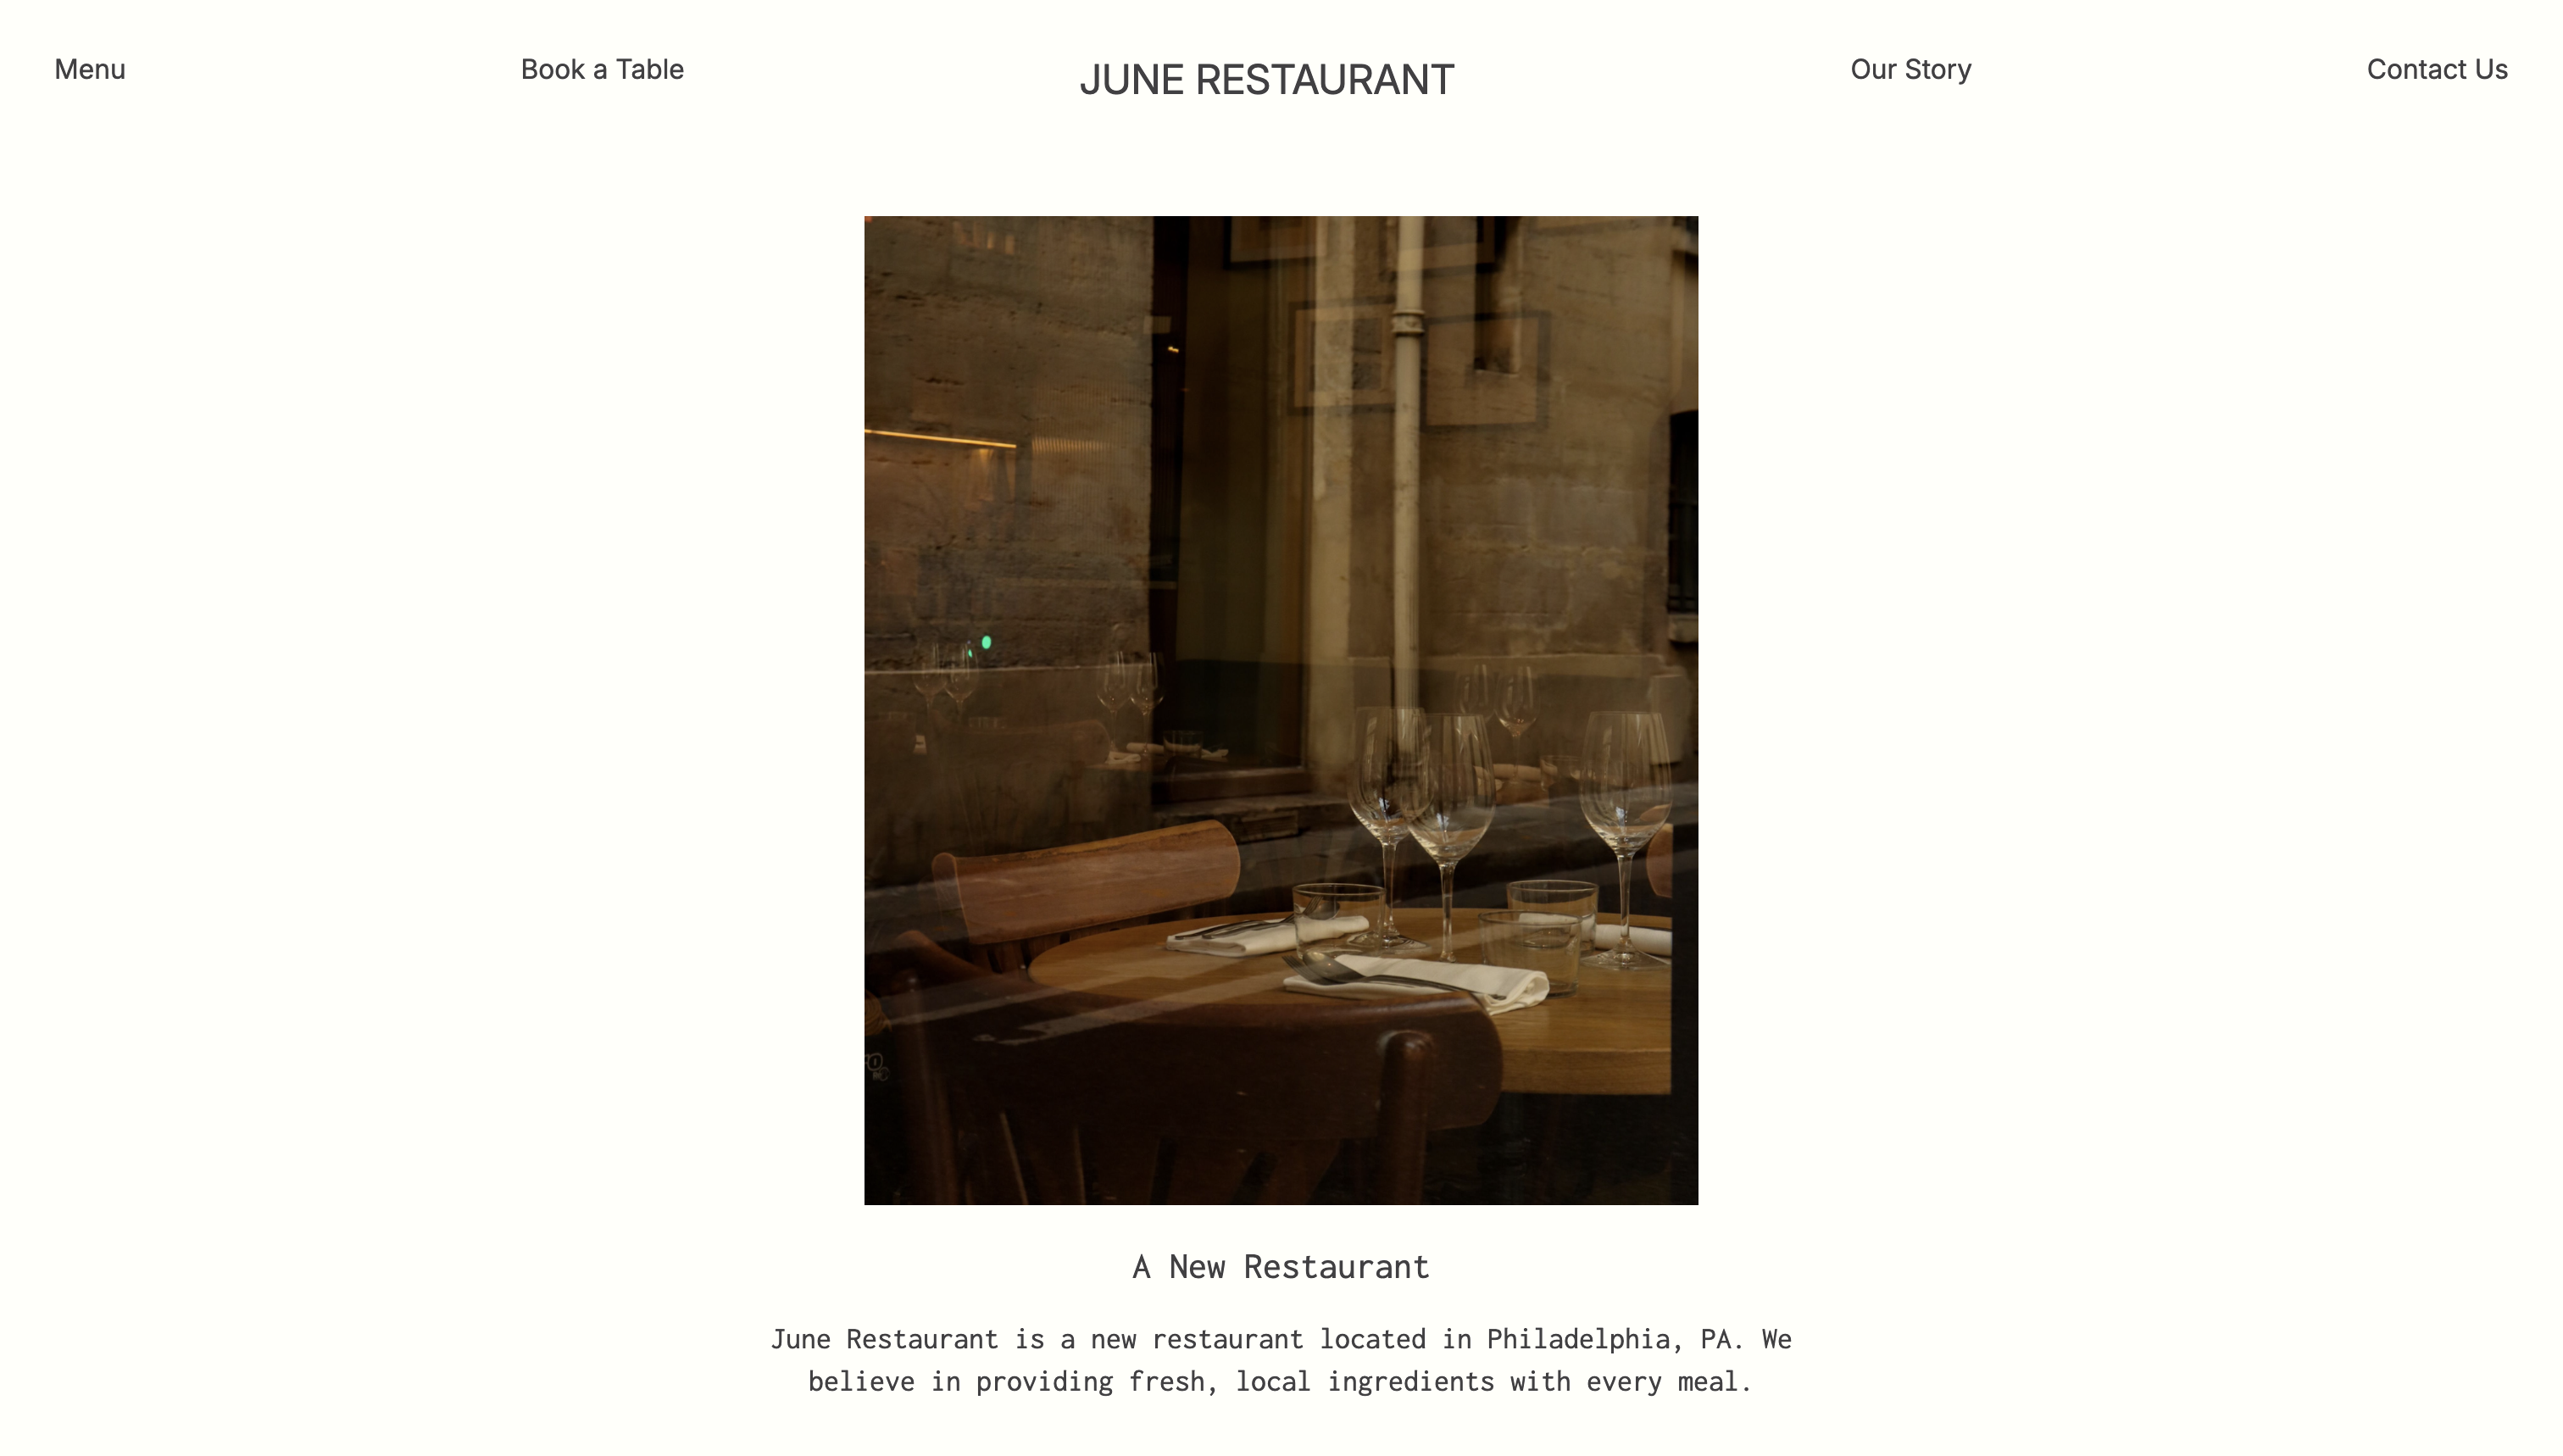 Menu
Book a Table
JUNE RESTAURANT
Our Story
Contact Us
A New Restaurant
June Restaurant is a new restaurant located in Philadelphia, PA. We
believe in providing fresh, local ingredients with every meal.